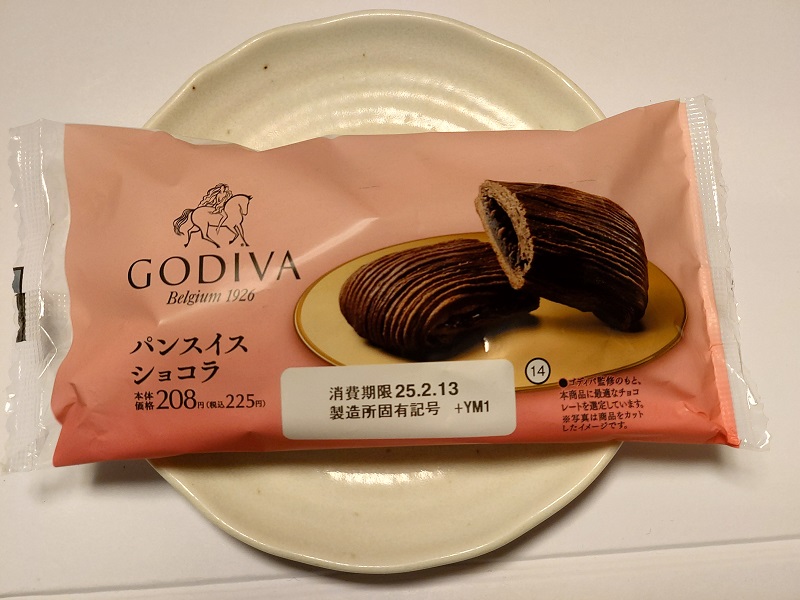 GODIVA
Belgium 1926
パンスイス
ショコラ
本体
価格 208円(税込225円)
消費期限 25.2.13
製造所固有記号 +YM1
14
●ゴディバ監修のもと、
本商品に最適なチョコ
レートを選定しています。
※写真は商品をカット
したイメージです。